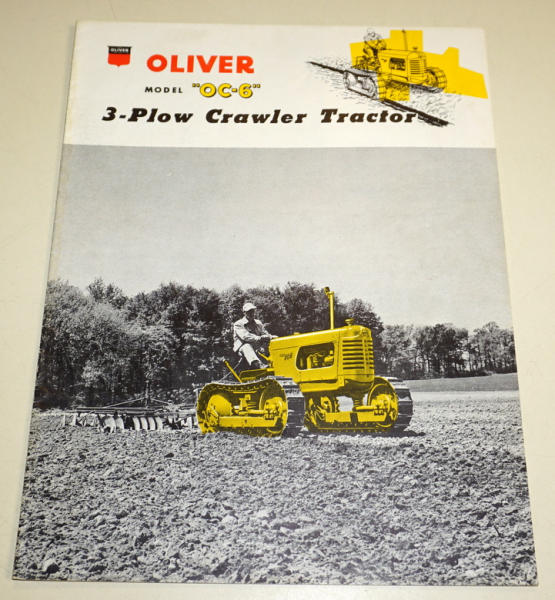 OLIVER
OLIVER
MODEL "OC-6"
3-Plow Crawler Tractor